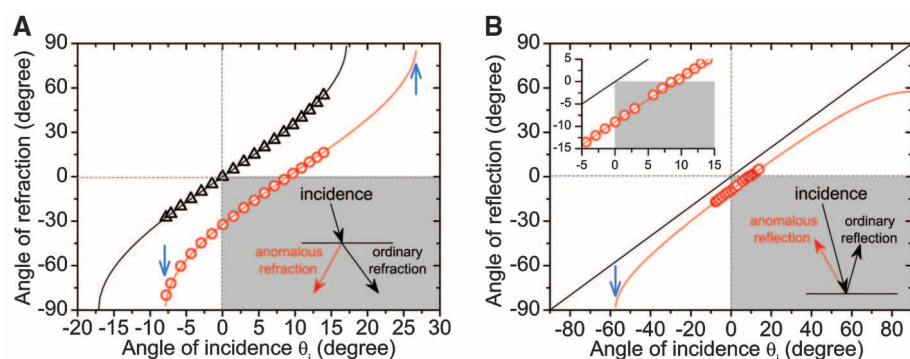 A
Angle of refraction (degree)
90
60
30
0
-30
-60
-90
incidence
anomalous
refraction
ordinary
refraction
-20 -15 -10 -5 0 5 10 15 20 25 30
Angle of incidence θi (degree)
B
Angle of reflection (degree)
90
60
30
0
-30
-60
-90
5
0
-5
-10
-15
-5 0 5 10 15
incidence
anomalous
reflection
ordinary
reflection
-80 -60 -40 -20 0 20 40 60 80
Angle of incidence θi (degree)